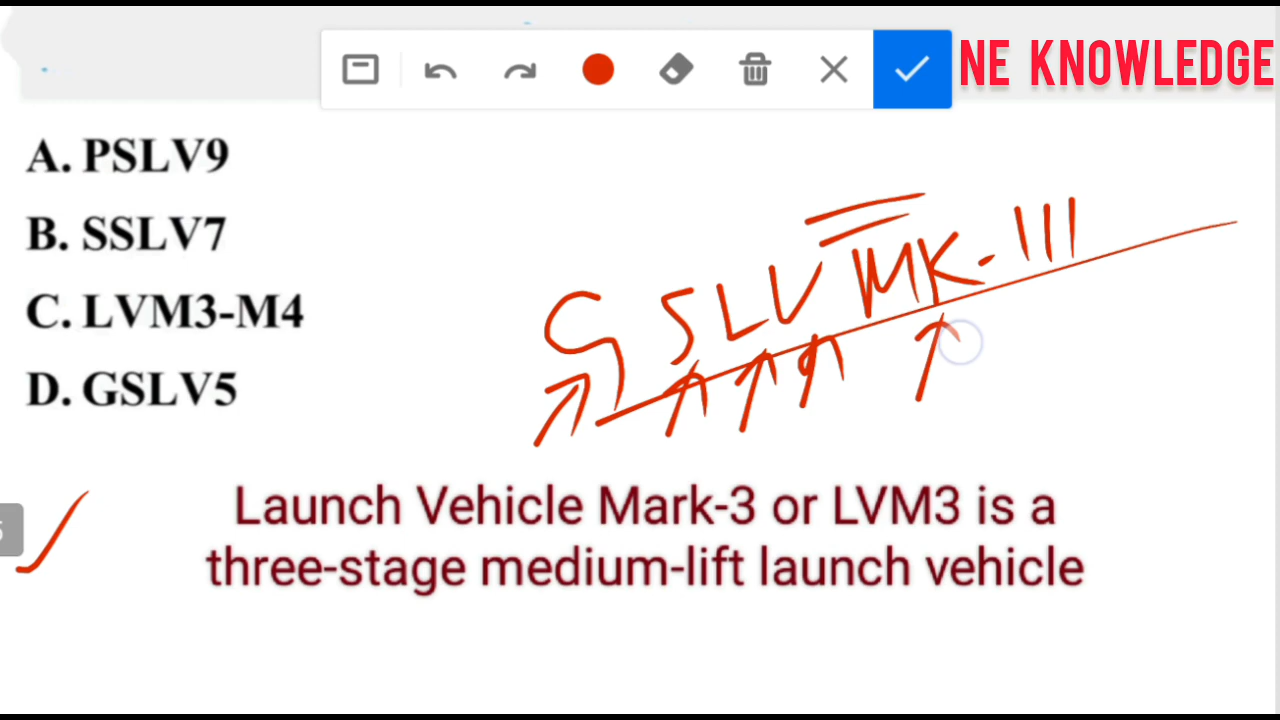 NE KNOWLEDGE
A. PSLV9
B. SSLV7
C. LVM3-M4
D. GSLV5
GSLV MK-III
Launch Vehicle Mark-3 or LVM3 is a
three-stage medium-lift launch vehicle